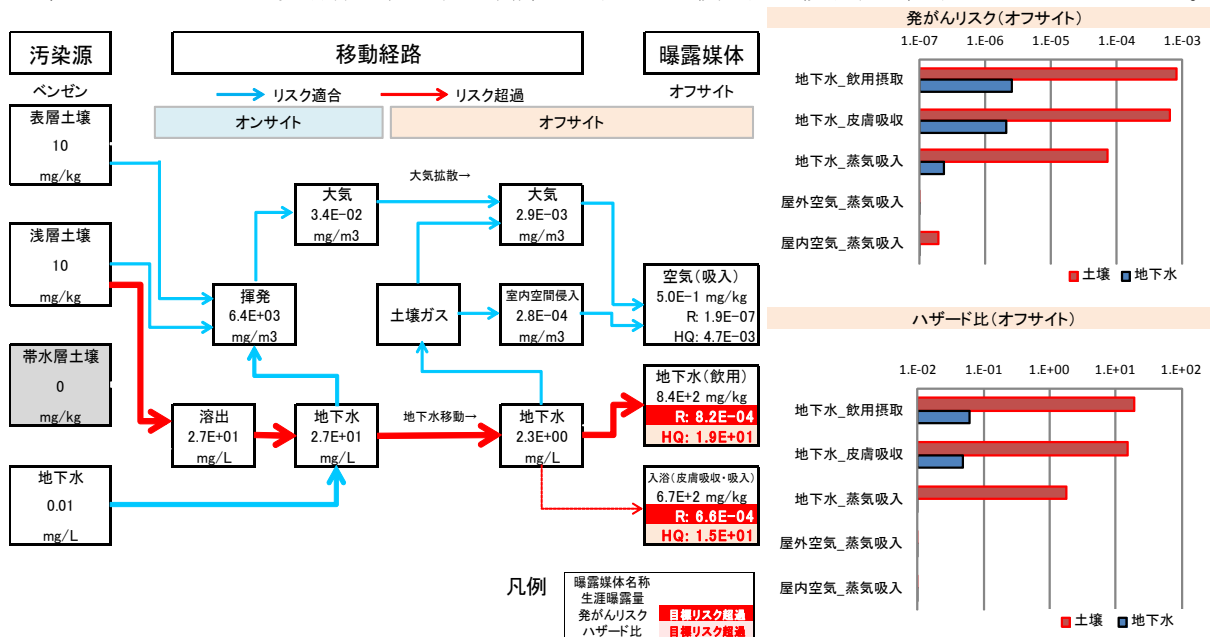 汚染源
移動経路
曝露媒体
ベンゼン
リスク適合
リスク超過
オフサイト
オンサイト
オフサイト
表層土壌
10
mg/kg
浅層土壌
10
mg/kg
帯水層土壌
0
mg/kg
地下水
0.01
mg/L
大気
3.4E-02
mg/m3
大気拡散→
大気
2.9E-03
mg/m3
揮発
6.4E+03
mg/m3
土壌ガス
室内空間侵入
2.8E-04
mg/m3
溶出
2.7E+01
mg/L
地下水
2.7E+01
mg/L
地下水移動→
地下水
2.3E+00
mg/L
空気(吸入)
5.0E-1 mg/kg
R: 1.9E-07
HQ: 4.7E-03
地下水(飲用)
8.4E+2 mg/kg
R: 8.2E-04
HQ: 1.9E+01
入浴(皮膚吸収・吸入)
6.7E+2 mg/kg
R: 6.6E-04
HQ: 1.5E+01
凡例
曝露媒体名称
生涯曝露量
発がんリスク 目標リスク超過
ハザード比 目標リスク超過
発がんリスク(オフサイト)
1.E-07 1.E-06 1.E-05 1.E-04 1.E-03
地下水_飲用摂取
地下水_皮膚吸収
地下水_蒸気吸入
屋外空気_蒸気吸入
屋内空気_蒸気吸入
土壌 地下水
ハザード比(オフサイト)
1.E-02 1.E-01 1.E+00 1.E+01 1.E+02
地下水_飲用摂取
地下水_皮膚吸収
地下水_蒸気吸入
屋外空気_蒸気吸入
屋内空気_蒸気吸入
土壌 地下水